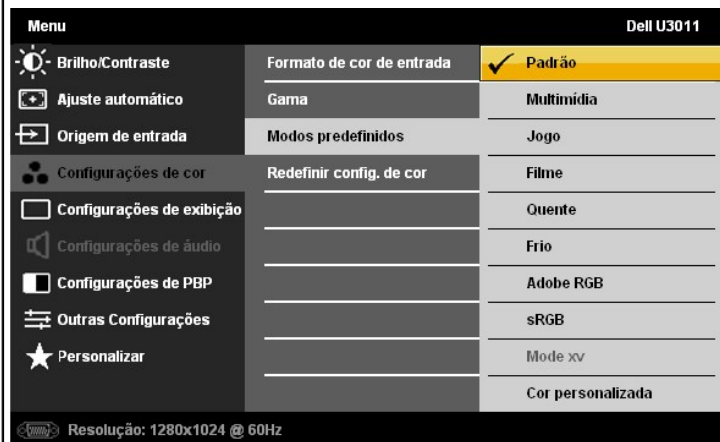 Menu Dell U3011
Brilho/Contraste Formato de cor de entrada Padrão
Ajuste automático Gama Multimídia
Origem de entrada Modos predefinidos Jogo
Configurações de cor Redefinir config. de cor Filme
Configurações de exibição Quente
Configurações de áudio Frio
Configurações de PBP Adobe RGB
Outras Configurações sRGB
Personalizar Mode xv
Cor personalizada
Resolução: 1280x1024 @ 60Hz